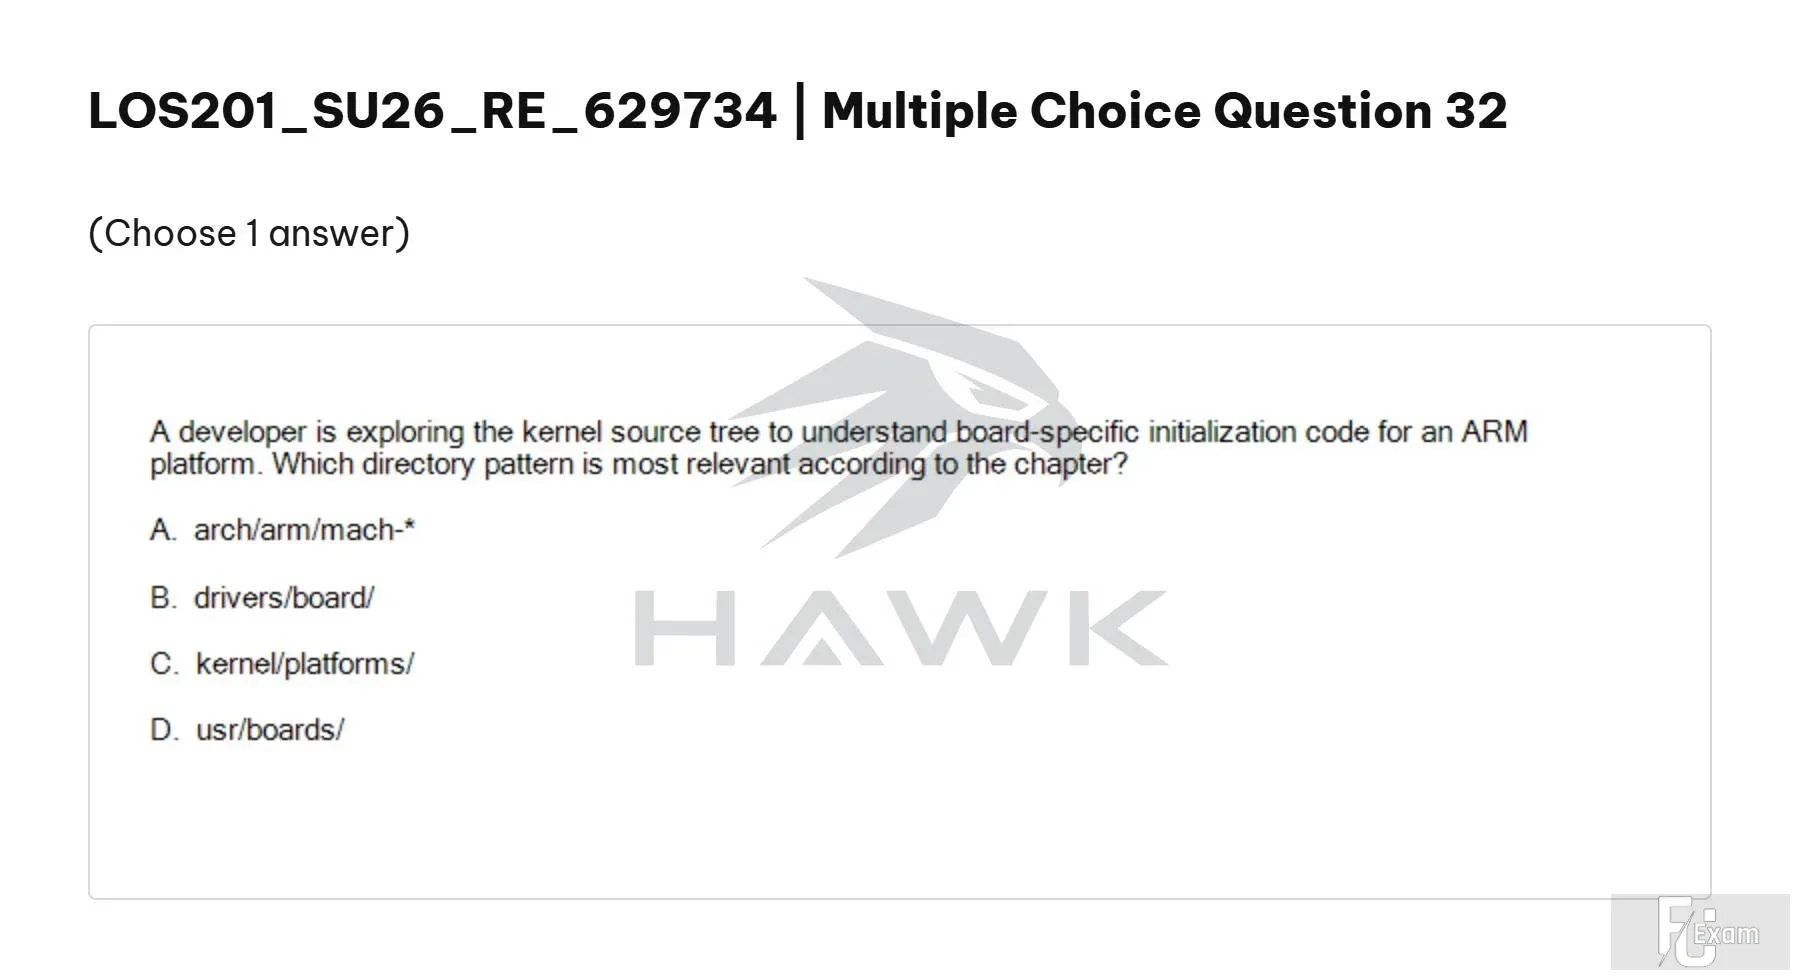 LOS201_SU26_RE_629734 | Multiple Choice Question 32
(Choose 1 answer)
A developer is exploring the kernel source tree to understand board-specific initialization code for an ARM
platform. Which directory pattern is most relevant according to the chapter?
A. arch/arm/mach-*
B. drivers/board/
C. kernel/platforms/
D. usr/boards/
HAWK
FU Exam